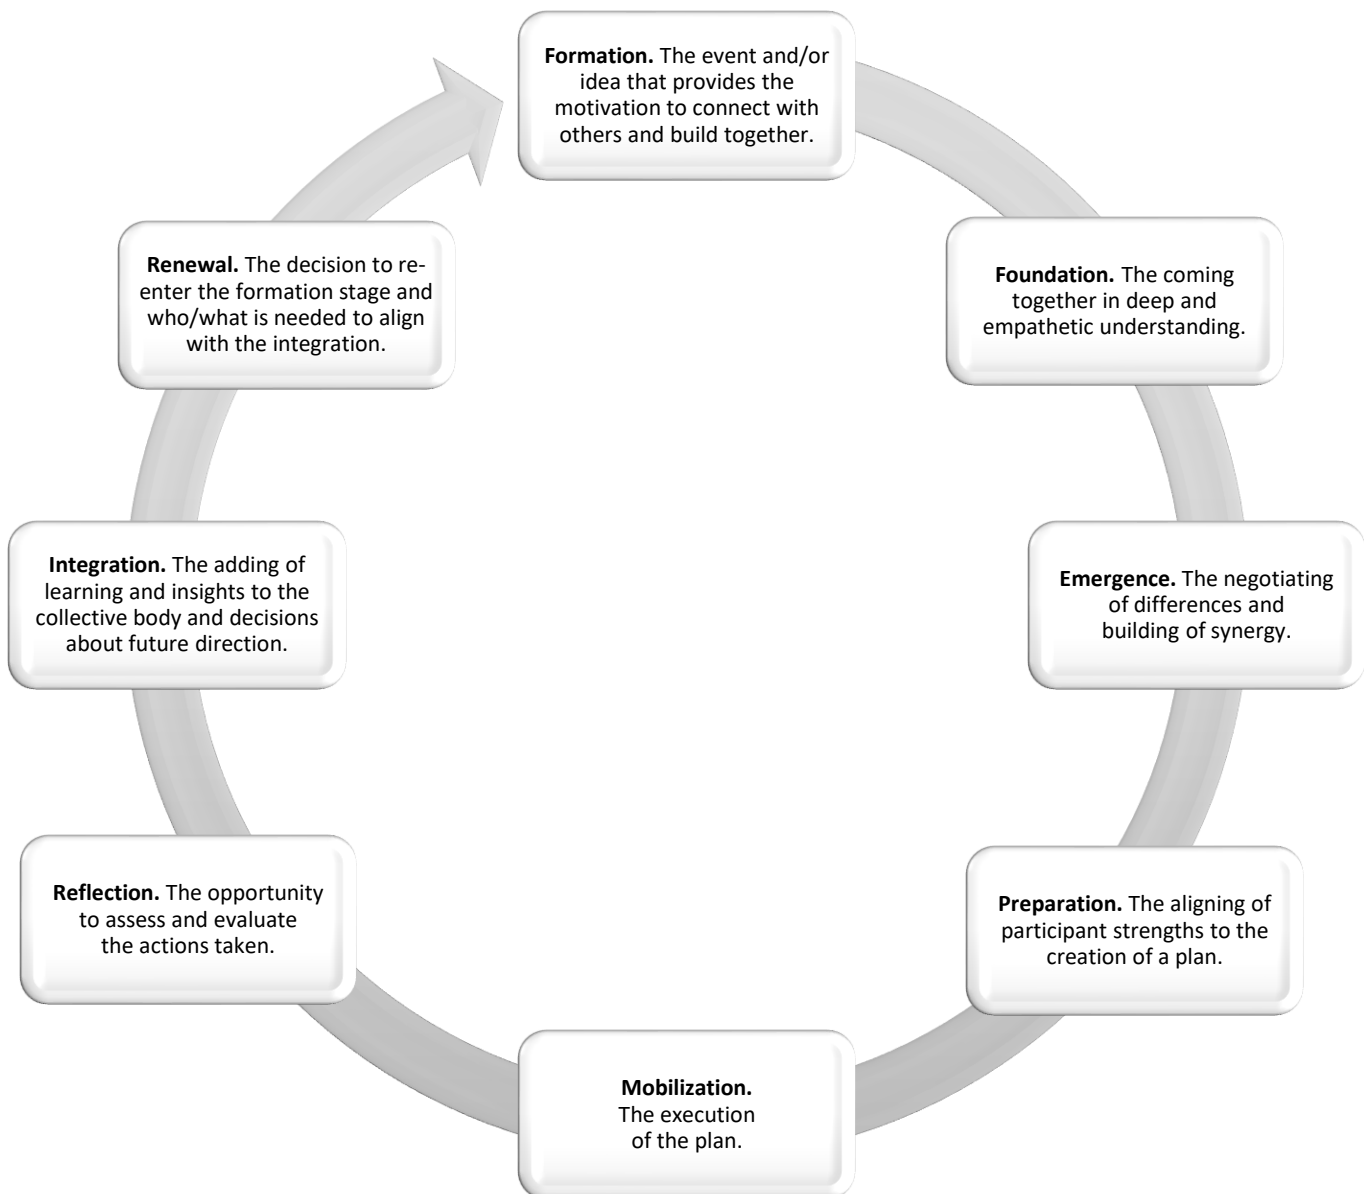 Formation. The event and/or
idea that provides the
motivation to connect with
others and build together.
Foundation. The coming
together in deep and
empathetic understanding.
Emergence. The negotiating
of differences and
building of synergy.
Preparation. The aligning of
participant strengths to the
creation of a plan.
Mobilization.
The execution
of the plan.
Reflection. The opportunity
to assess and evaluate
the actions taken.
Integration. The adding of
learning and insights to the
collective body and decisions
about future direction.
Renewal. The decision to re-
enter the formation stage and
who/what is needed to align
with the integration.